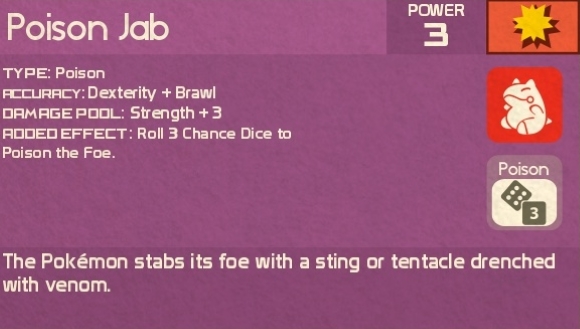 Poison Jab
POWER
3
TYPE: Poison
ACCURACY: Dexterity + Brawl
DAMAGE POOL: Strength + 3
ADDED EFFECT: Roll 3 Chance Dice to
Poison the Foe.
Poison
3
The Pokémon stabs its foe with a sting or tentacle drenched
with venom.